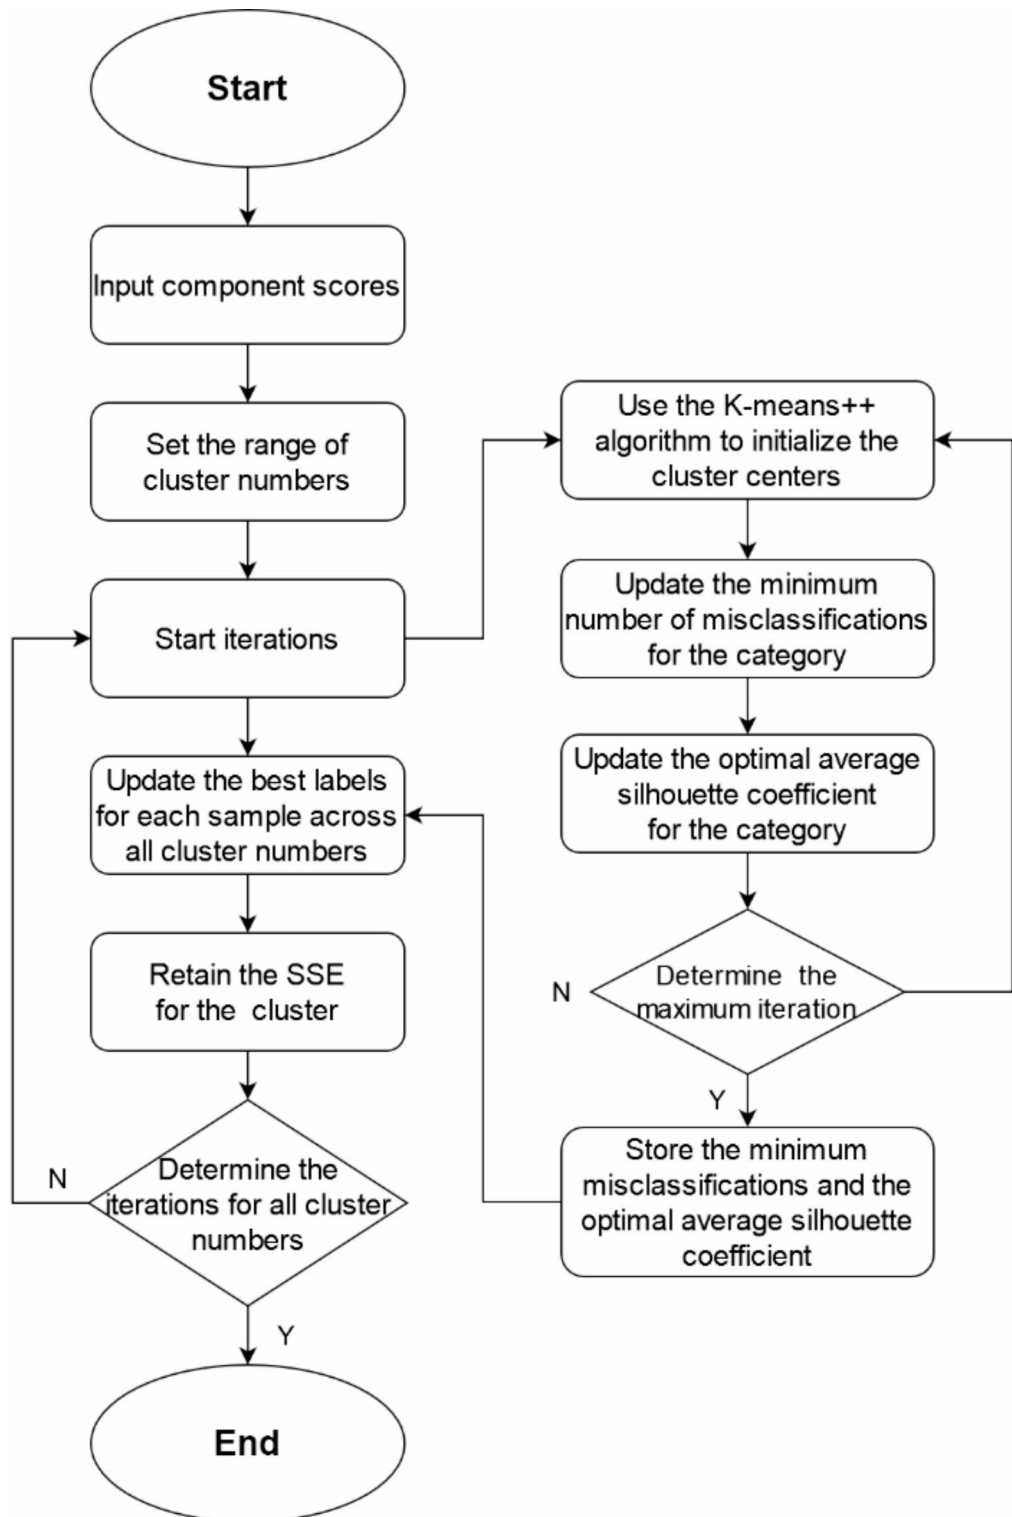 Start
Input component scores
Set the range of
cluster numbers
Start iterations
Update the best labels
for each sample across
all cluster numbers
Retain the SSE
for the cluster
N
Determine the
iterations for all cluster
numbers
Y
End
Use the K-means++
algorithm to initialize the
cluster centers
Update the minimum
number of misclassifications
for the category
Update the optimal average
silhouette coefficient
for the category
N
Determine the
maximum iteration
Y
Store the minimum
misclassifications and the
optimal average silhouette
coefficient